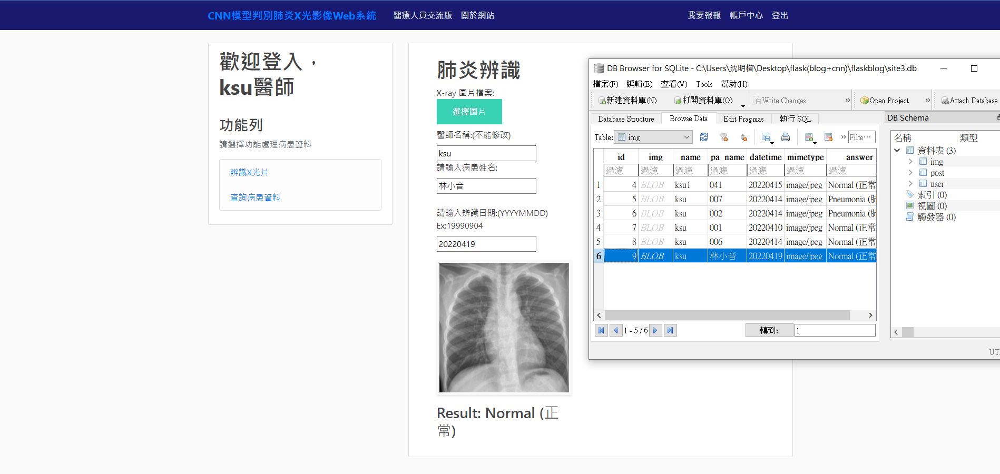 CNN模型判別肺炎X光影像Web系統 醫療人員交流版 關於網站 我要報報 帳戶中心 登出
歡迎登入，
ksu醫師
功能列
請選擇功能處理病患資料
辨識X光片
查詢病患資料
肺炎辨識
X-ray 圖片檔案:
選擇圖片
醫師名稱:(不能修改)
ksu
請輸入病患姓名:
林小音
請輸入辨識日期:(YYYYMMDD)
Ex:19990904
20220419
Result: Normal (正
常)
DB Browser for SQLite - C:\Users\沈明楷\Desktop\flask(blog+cnn)\flaskblog\site3.db
檔案(F) 編輯(E) 查看(V) Tools 幫助(H)
新建資料庫(N) 打開資料庫(O) Write Changes » Open Project » Attach Database
Database Structure Browse Data Edit Pragmas 執行 SQL
Table: img » Filte...
id img name pa_name datetime mimetype answer
過濾 過濾 過濾 過濾 過濾 過濾 過濾
1 4 BLOB ksu1 041 20220415 image/jpeg Normal (正常
2 5 BLOB ksu 007 20220414 image/jpeg Pneumonia (肺
3 6 BLOB ksu 002 20220414 image/jpeg Pneumonia (肺
4 7 BLOB ksu 001 20220410 image/jpeg Normal (正常
5 8 BLOB ksu 006 20220414 image/jpeg Normal (正常
6 9 BLOB ksu 林小音 20220419 image/jpeg Normal (正常
1 - 5 / 6 轉到: 1
DB Schema
名稱 類型
資料表 (3)
img
post
user
索引 (0)
視圖 (0)
觸發器 (0)